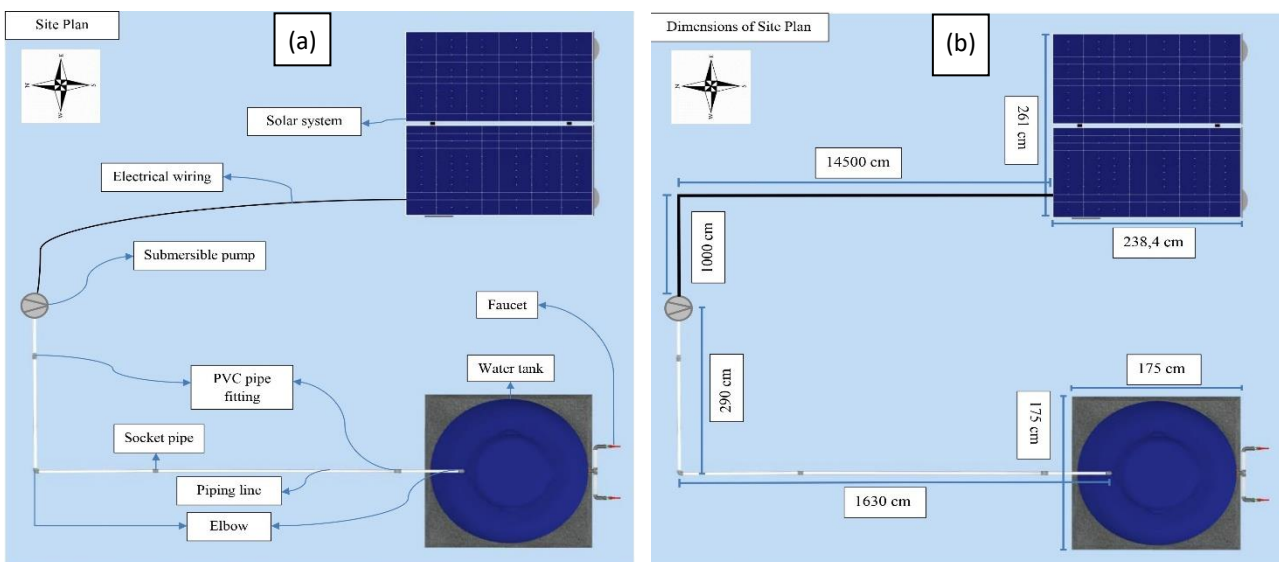 Site Plan
(a)
E
N
S
W
Solar system
Electrical wiring
Submersible pump
Faucet
PVC pipe
fitting
Water tank
Socket pipe
Piping line
Elbow
Dimensions of Site Plan
(b)
E
N
S
W
261 cm
14500 cm
238,4 cm
1000 cm
290 cm
175 cm
175 cm
1630 cm